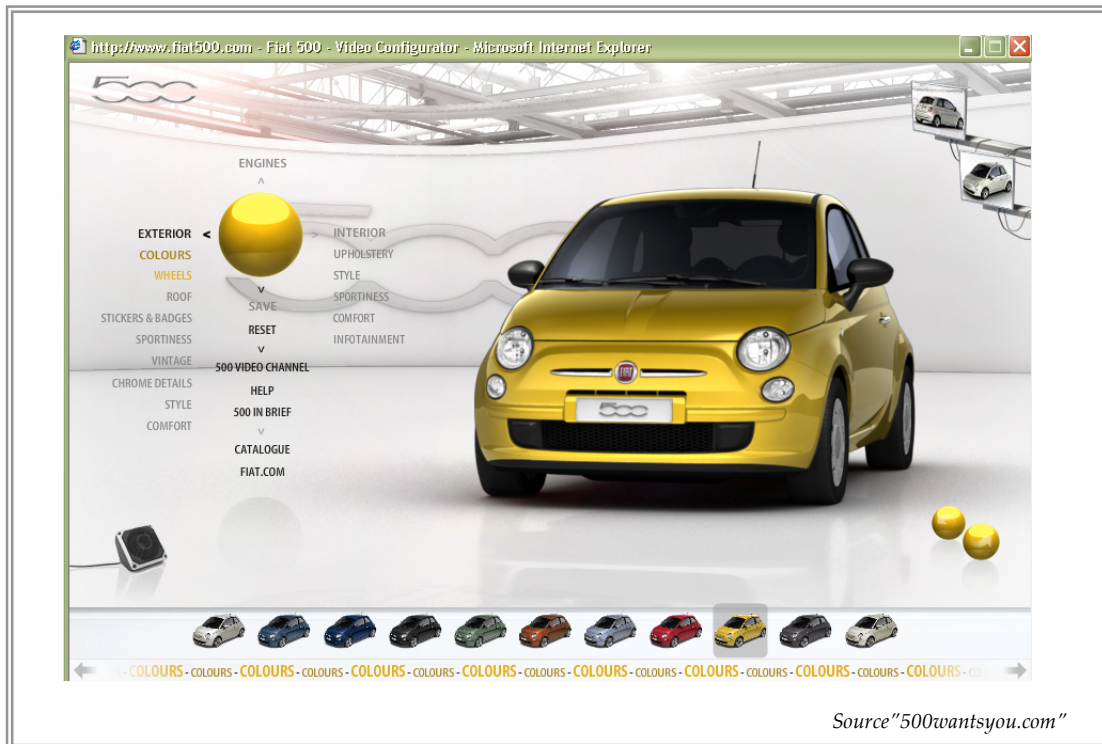 http://www.fiat500.com - Fiat 500 - Video Configurator - Microsoft Internet Explorer
500
ENGINES
EXTERIOR
COLOURS
WHEELS
ROOF
STICKERS & BADGES
SPORTINESS
VINTAGE
CHROME DETAILS
STYLE
COMFORT
SAVE
RESET
500 VIDEO CHANNEL
HELP
500 IN BRIEF
CATALOGUE
FIAT.COM
INTERIOR
UPHOLSTERY
STYLE
SPORTINESS
COMFORT
INFOTAINMENT
FIAT
500
- COLOURS - COLOURS - COLOURS - COLOURS - COLOURS - COLOURS - COLOURS - COLOURS - COLOURS - COLOURS - COLOURS - COLOURS - COLOURS - COLOURS - COLOURS -
Source"500wantsyou.com"